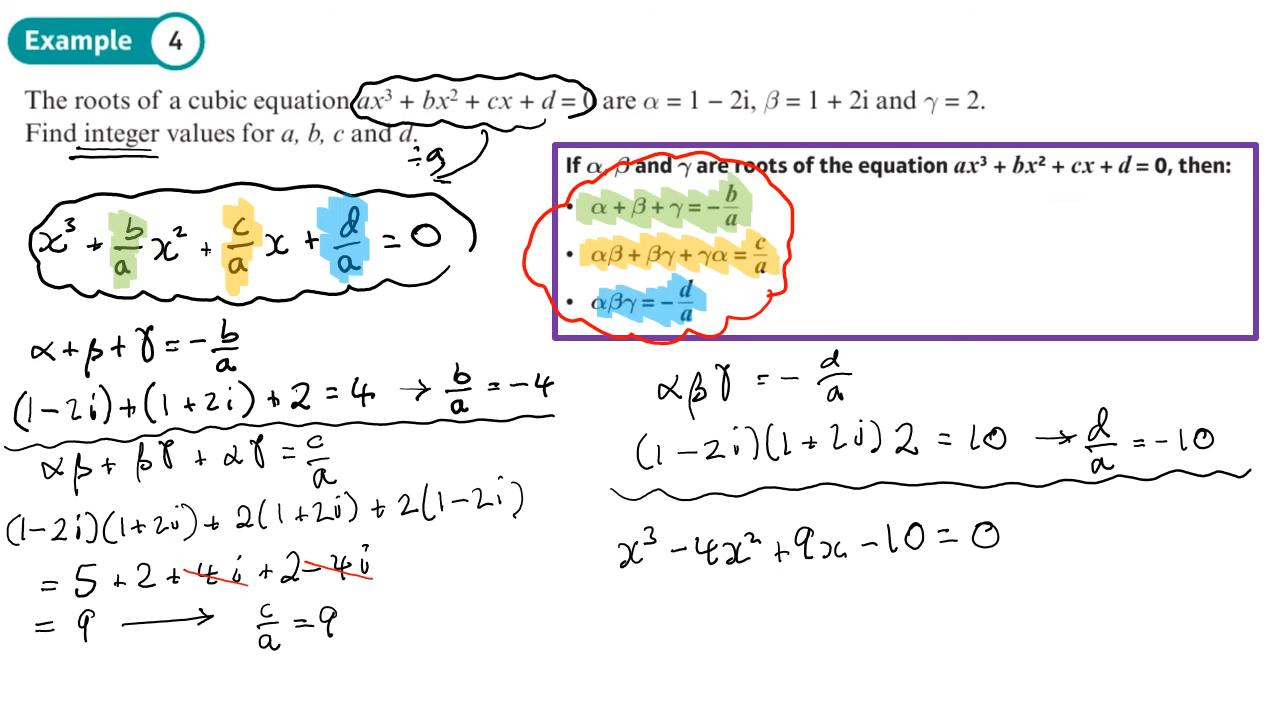 Example 4
The roots of a cubic equation ax³ + bx² + cx + d = 0 are α = 1 − 2i, β = 1 + 2i and γ = 2.
Find integer values for a, b, c and d.
÷a
x³ + b/a x² + c/a x + d/a = 0
If α, β and γ are roots of the equation ax³ + bx² + cx + d = 0, then:
• α + β + γ = −b/a
• αβ + βγ + γα = c/a
• αβγ = −d/a
α + β + γ = −b/a
(1−2i) + (1+2i) + 2 = 4 → b/a = −4
αβ + βγ + αγ = c/a
(1−2i)(1+2i) + 2(1+2i) + 2(1−2i)
= 5 + 2 + 4i + 2 − 4i
= 9 → c/a = 9
αβγ = −d/a
(1−2i)(1+2i)2 = 10 → d/a = −10
x³ − 4x² + 9x − 10 = 0